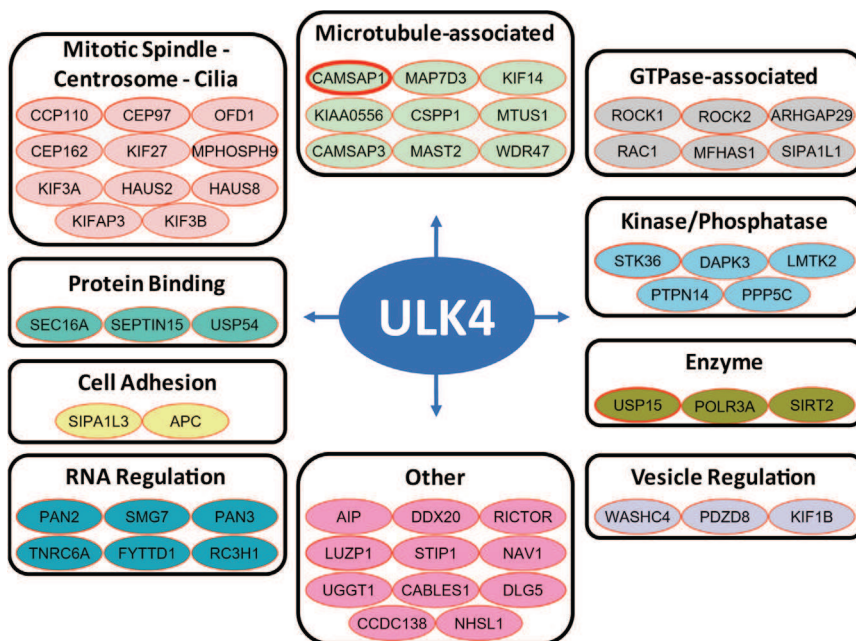 Mitotic Spindle -
Centrosome - Cilia
CCP110 CEP97 OFD1
CEP162 KIF27 MPHOSPH9
KIF3A HAUS2 HAUS8
KIFAP3 KIF3B
Microtubule-associated
CAMSAP1 MAP7D3 KIF14
KIAA0556 CSPP1 MTUS1
CAMSAP3 MAST2 WDR47
GTPase-associated
ROCK1 ROCK2 ARHGAP29
RAC1 MFHAS1 SIPA1L1
Protein Binding
SEC16A SEPTIN15 USP54
ULK4
Kinase/Phosphatase
STK36 DAPK3 LMTK2
PTPN14 PPP5C
Cell Adhesion
SIPA1L3 APC
Enzyme
USP15 POLR3A SIRT2
RNA Regulation
PAN2 SMG7 PAN3
TNRC6A FYTTD1 RC3H1
Other
AIP DDX20 RICTOR
LUZP1 STIP1 NAV1
UGGT1 CABLES1 DLG5
CCDC138 NHSL1
Vesicle Regulation
WASHC4 PDZD8 KIF1B